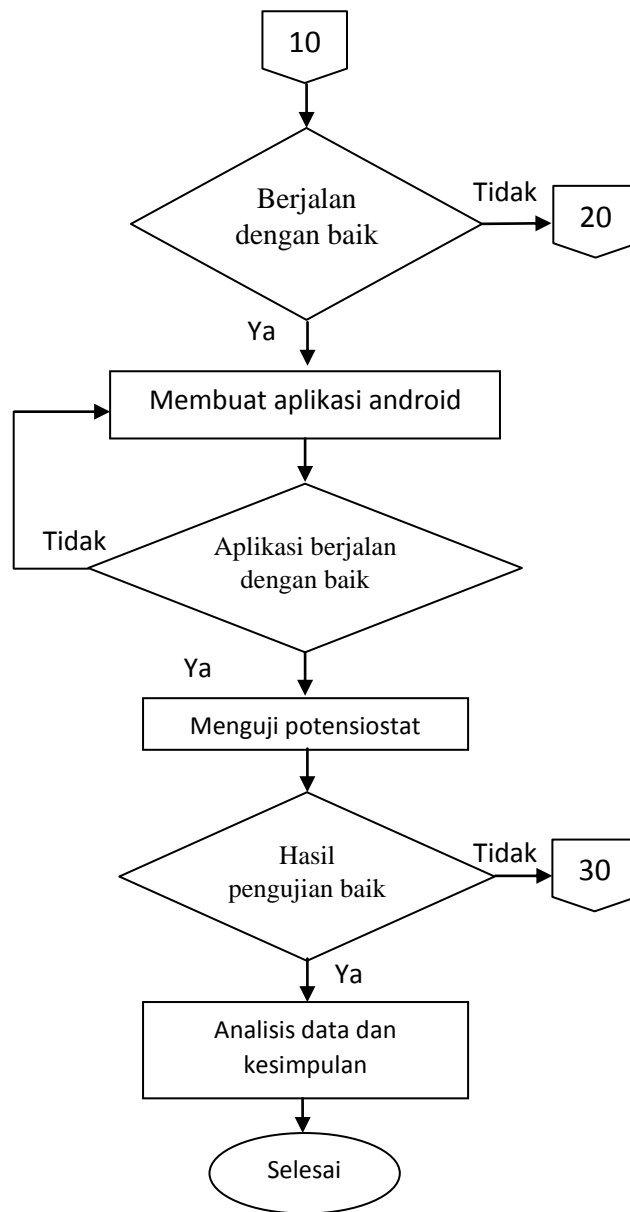 10
Berjalan
dengan baik
Tidak
20
Ya
Membuat aplikasi android
Tidak
Aplikasi berjalan
dengan baik
Ya
Menguji potensiostat
Hasil
pengujian baik
Tidak
30
Ya
Analisis data dan
kesimpulan
Selesai